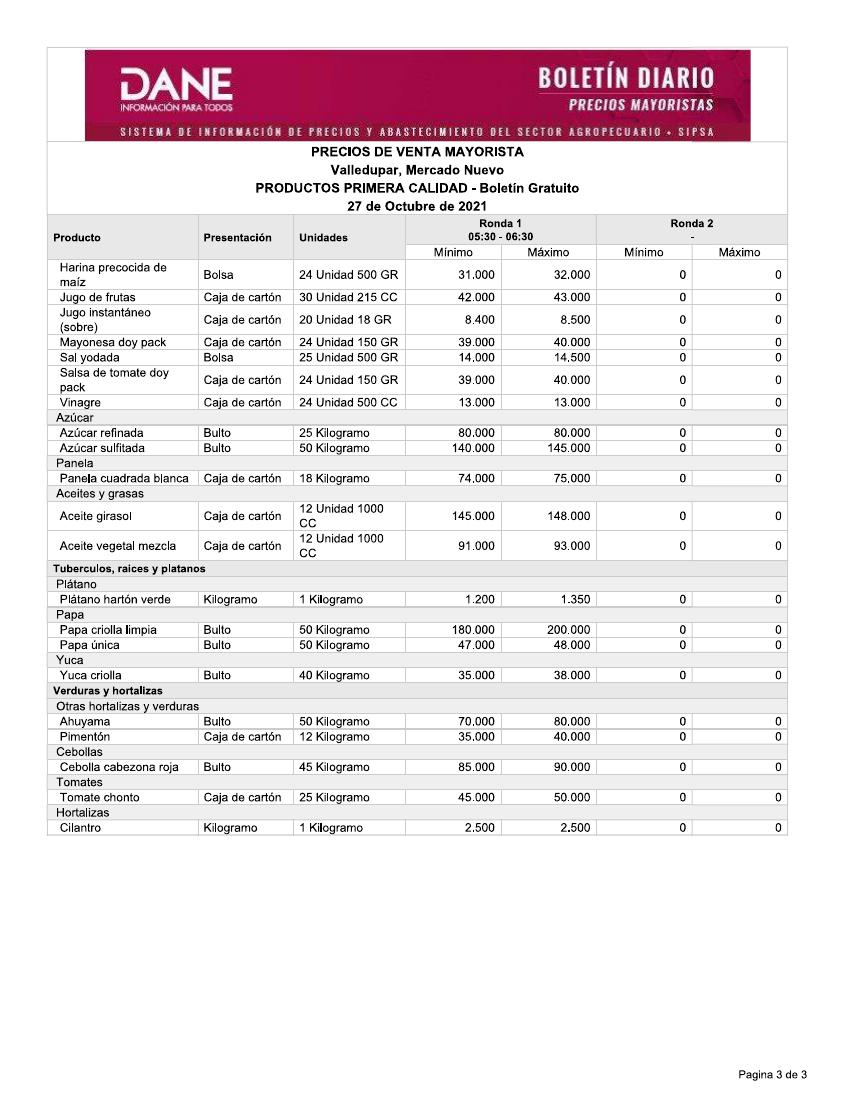 DANE
INFORMACIÓN PARA TODOS
BOLETÍN DIARIO
PRECIOS MAYORISTAS
SISTEMA DE INFORMACIÓN DE PRECIOS Y ABASTECIMIENTO DEL SECTOR AGROPECUARIO • SIPSA
PRECIOS DE VENTA MAYORISTA
Valledupar, Mercado Nuevo
PRODUCTOS PRIMERA CALIDAD - Boletín Gratuito
27 de Octubre de 2021
Producto Presentación Unidades Ronda 1 Ronda 2
05:30 - 06:30 -
Mínimo Máximo Mínimo Máximo
Harina precocida de
maíz Bolsa 24 Unidad 500 GR 31.000 32.000 0 0
Jugo de frutas Caja de cartón 30 Unidad 215 CC 42.000 43.000 0 0
Jugo instantáneo
(sobre) Caja de cartón 20 Unidad 18 GR 8.400 8.500 0 0
Mayonesa doy pack Caja de cartón 24 Unidad 150 GR 39.000 40.000 0 0
Sal yodada Bolsa 25 Unidad 500 GR 14.000 14.500 0 0
Salsa de tomate doy
pack Caja de cartón 24 Unidad 150 GR 39.000 40.000 0 0
Vinagre Caja de cartón 24 Unidad 500 CC 13.000 13.000 0 0
Azúcar
Azúcar refinada Bulto 25 Kilogramo 80.000 80.000 0 0
Azúcar sulfitada Bulto 50 Kilogramo 140.000 145.000 0 0
Panela
Panela cuadrada blanca Caja de cartón 18 Kilogramo 74.000 75.000 0 0
Aceites y grasas
Aceite girasol Caja de cartón 12 Unidad 1000
CC 145.000 148.000 0 0
Aceite vegetal mezcla Caja de cartón 12 Unidad 1000
CC 91.000 93.000 0 0
Tuberculos, raices y platanos
Plátano
Plátano hartón verde Kilogramo 1 Kilogramo 1.200 1.350 0 0
Papa
Papa criolla limpia Bulto 50 Kilogramo 180.000 200.000 0 0
Papa única Bulto 50 Kilogramo 47.000 48.000 0 0
Yuca
Yuca criolla Bulto 40 Kilogramo 35.000 38.000 0 0
Verduras y hortalizas
Otras hortalizas y verduras
Ahuyama Bulto 50 Kilogramo 70.000 80.000 0 0
Pimentón Caja de cartón 12 Kilogramo 35.000 40.000 0 0
Cebollas
Cebolla cabezona roja Bulto 45 Kilogramo 85.000 90.000 0 0
Tomates
Tomate chonto Caja de cartón 25 Kilogramo 45.000 50.000 0 0
Hortalizas
Cilantro Kilogramo 1 Kilogramo 2.500 2.500 0 0
Pagina 3 de 3